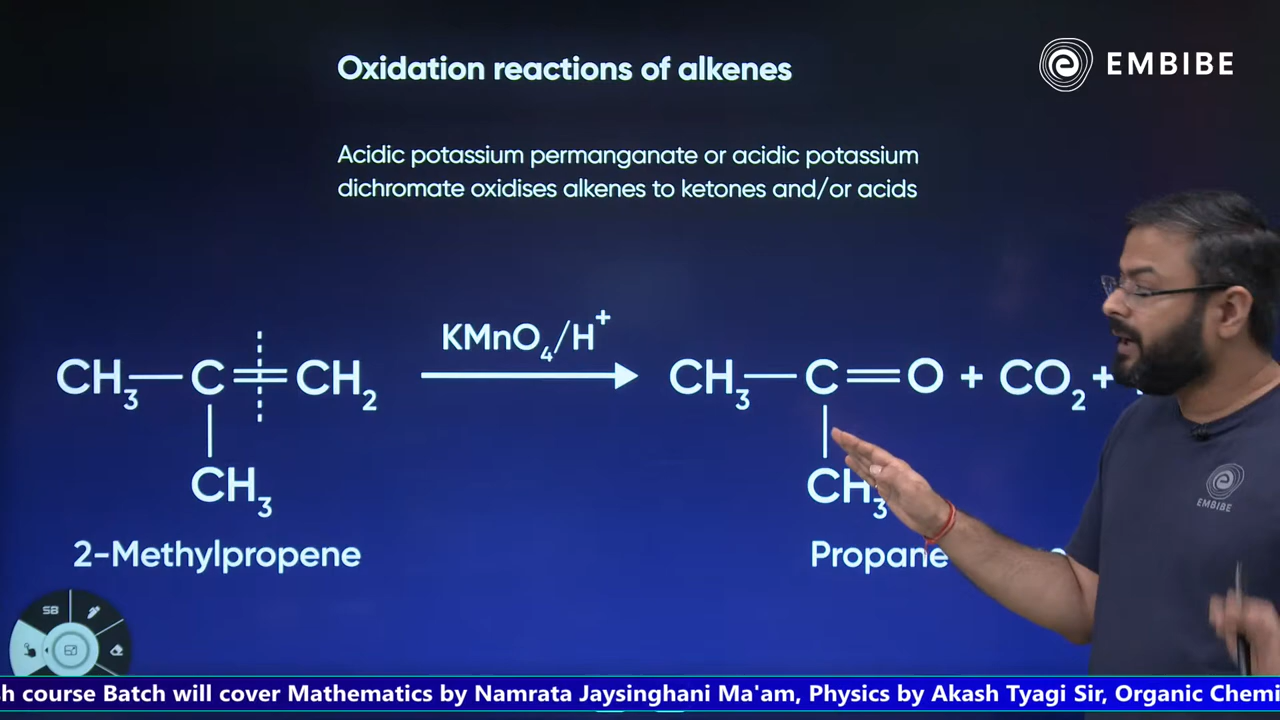 Oxidation reactions of alkenes
EMBIBE
Acidic potassium permanganate or acidic potassium
dichromate oxidises alkenes to ketones and/or acids
KMnO4/H+
CH3—C=CH2
CH3—C=O + CO2 +
CH3
CH3
EMBIBE
2-Methylpropene
Propane
SB
course Batch will cover Mathematics by Namrata Jaysinghani Ma'am, Physics by Akash Tyagi Sir, Organic